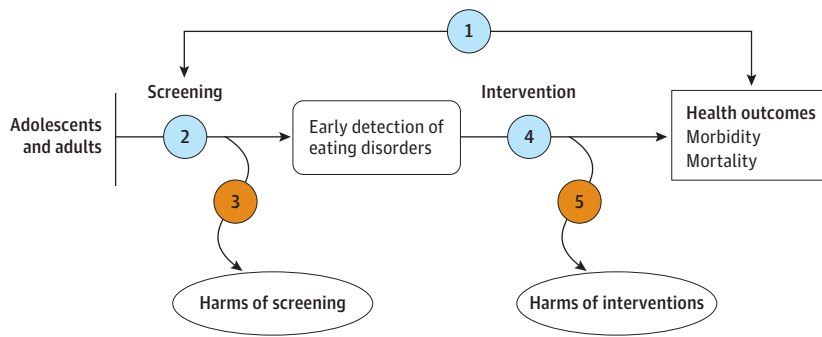 1
Screening
Intervention
Adolescents
and adults
2
Early detection of
eating disorders
4
Health outcomes
Morbidity
Mortality
3
5
Harms of screening
Harms of interventions